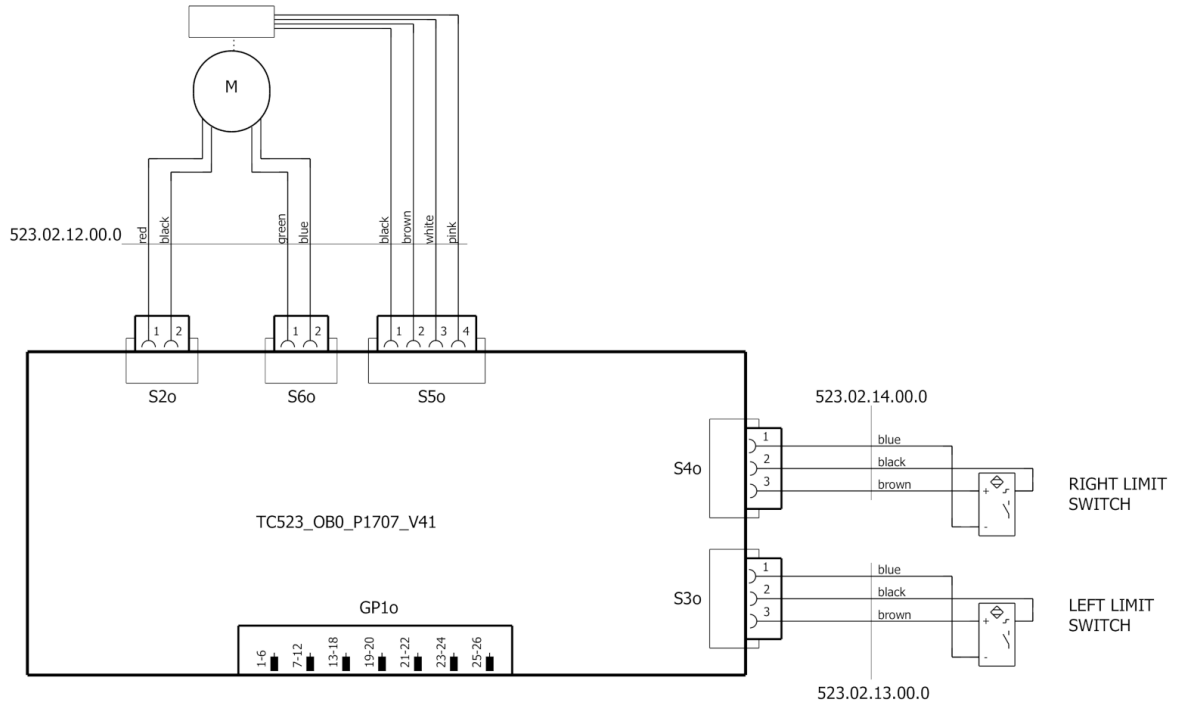 M
523.02.12.00.0
red
black
green
blue
black
brown
white
pink
1 2
1 2
1 2 3 4
S2o
S6o
S5o
523.02.14.00.0
S4o
1
2
3
blue
black
brown
+
-
RIGHT LIMIT
SWITCH
TC523_OB0_P1707_V41
S3o
1
2
3
blue
black
brown
+
-
LEFT LIMIT
SWITCH
523.02.13.00.0
GP1o
1-6
7-12
13-18
19-20
21-22
23-24
25-26